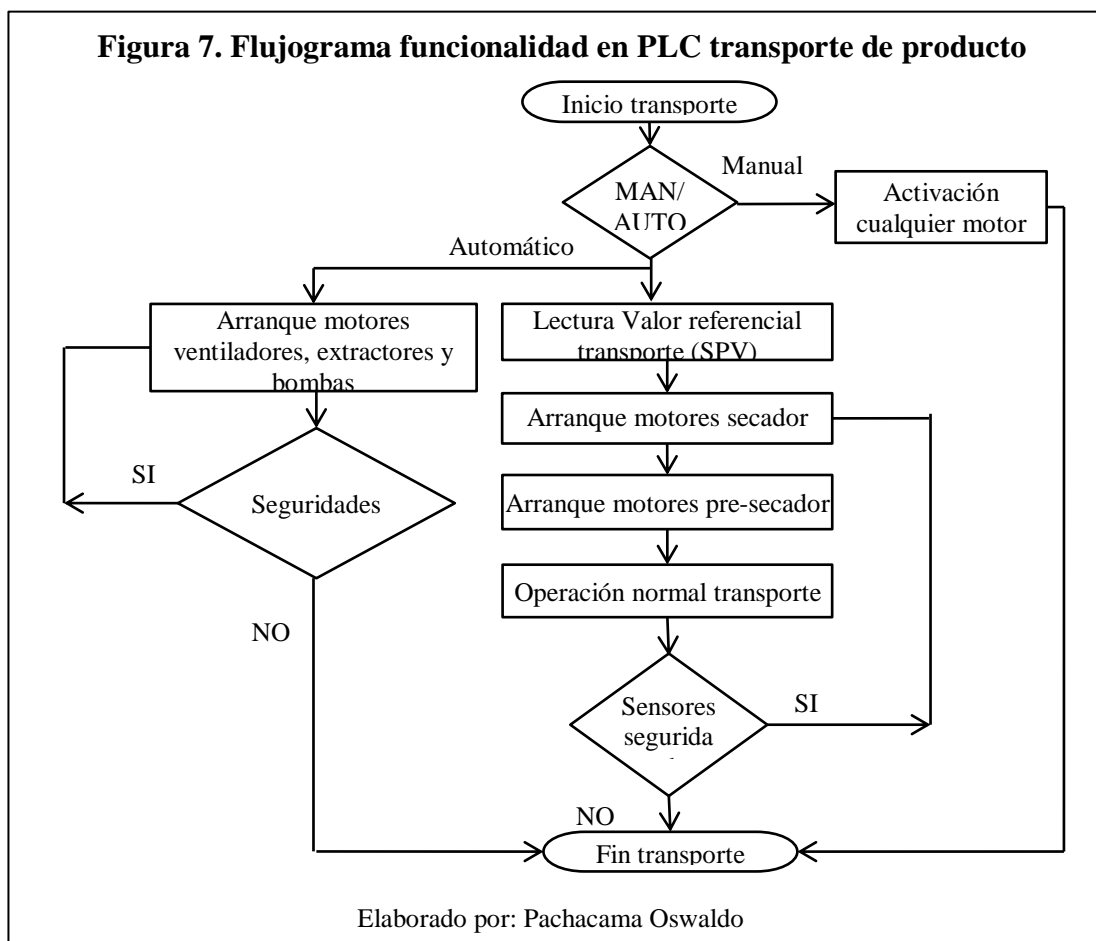 Figura 7. Flujograma funcionalidad en PLC transporte de producto
Inicio transporte
MAN/
AUTO
Manual
Activación
cualquier motor
Automático
Arranque motores
ventiladores, extractores y
bombas
Lectura Valor referencial
transporte (SPV)
Arranque motores secador
SI
Seguridades
Arranque motores pre-secador
Operación normal transporte
NO
Sensores
segurida
SI
NO
Fin transporte
Elaborado por: Pachacama Oswaldo